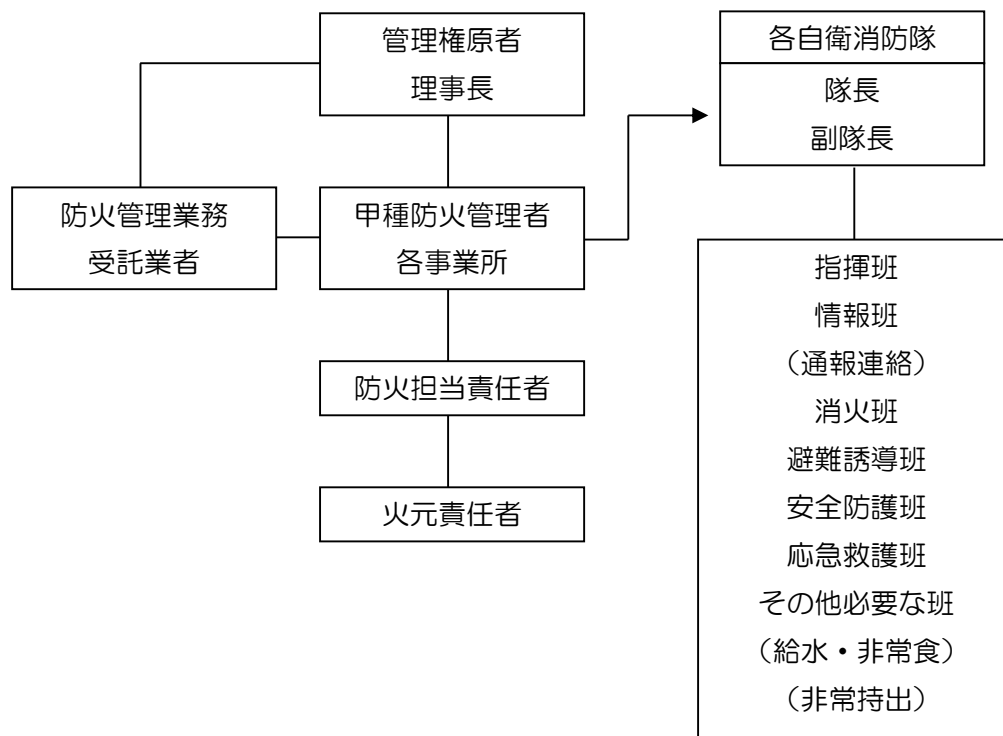 管理権原者
理事長
各自衛消防隊
隊長
副隊長
防火管理業務
受託業者
甲種防火管理者
各事業所
防火担当責任者
火元責任者
指揮班
情報班
（通報連絡）
消火班
避難誘導班
安全防護班
応急救護班
その他必要な班
（給水・非常食）
（非常持出）